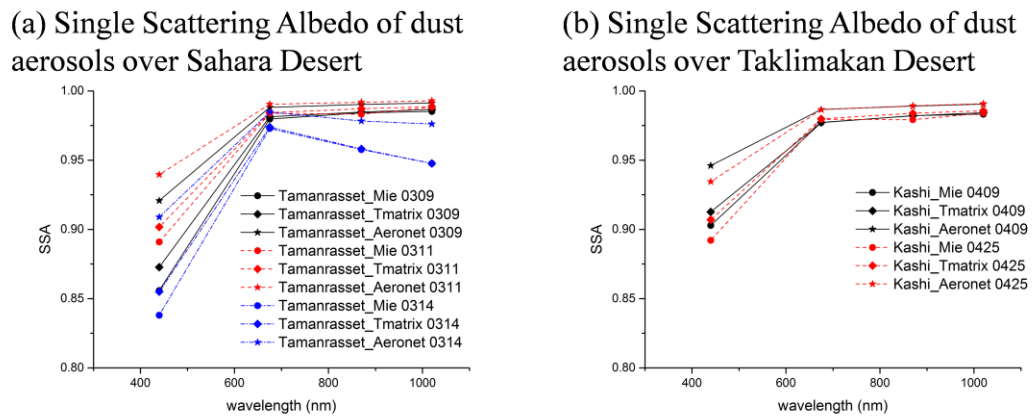 (a) Single Scattering Albedo of dust
aerosols over Sahara Desert
1.00
0.95
0.90
0.85
0.80
SSA
Tamanrasset_Mie 0309
Tamanrasset_Tmatrix 0309
Tamanrasset_Aeronet 0309
Tamanrasset_Mie 0311
Tamanrasset_Tmatrix 0311
Tamanrasset_Aeronet 0311
Tamanrasset_Mie 0314
Tamanrasset_Tmatrix 0314
Tamanrasset_Aeronet 0314
400 600 800 1000
wavelength (nm)
(b) Single Scattering Albedo of dust
aerosols over Taklimakan Desert
1.00
0.95
0.90
0.85
0.80
SSA
Kashi_Mie 0409
Kashi_Tmatrix 0409
Kashi_Aeronet 0409
Kashi_Mie 0425
Kashi_Tmatrix 0425
Kashi_Aeronet 0425
400 600 800 1000
wavelength (nm)